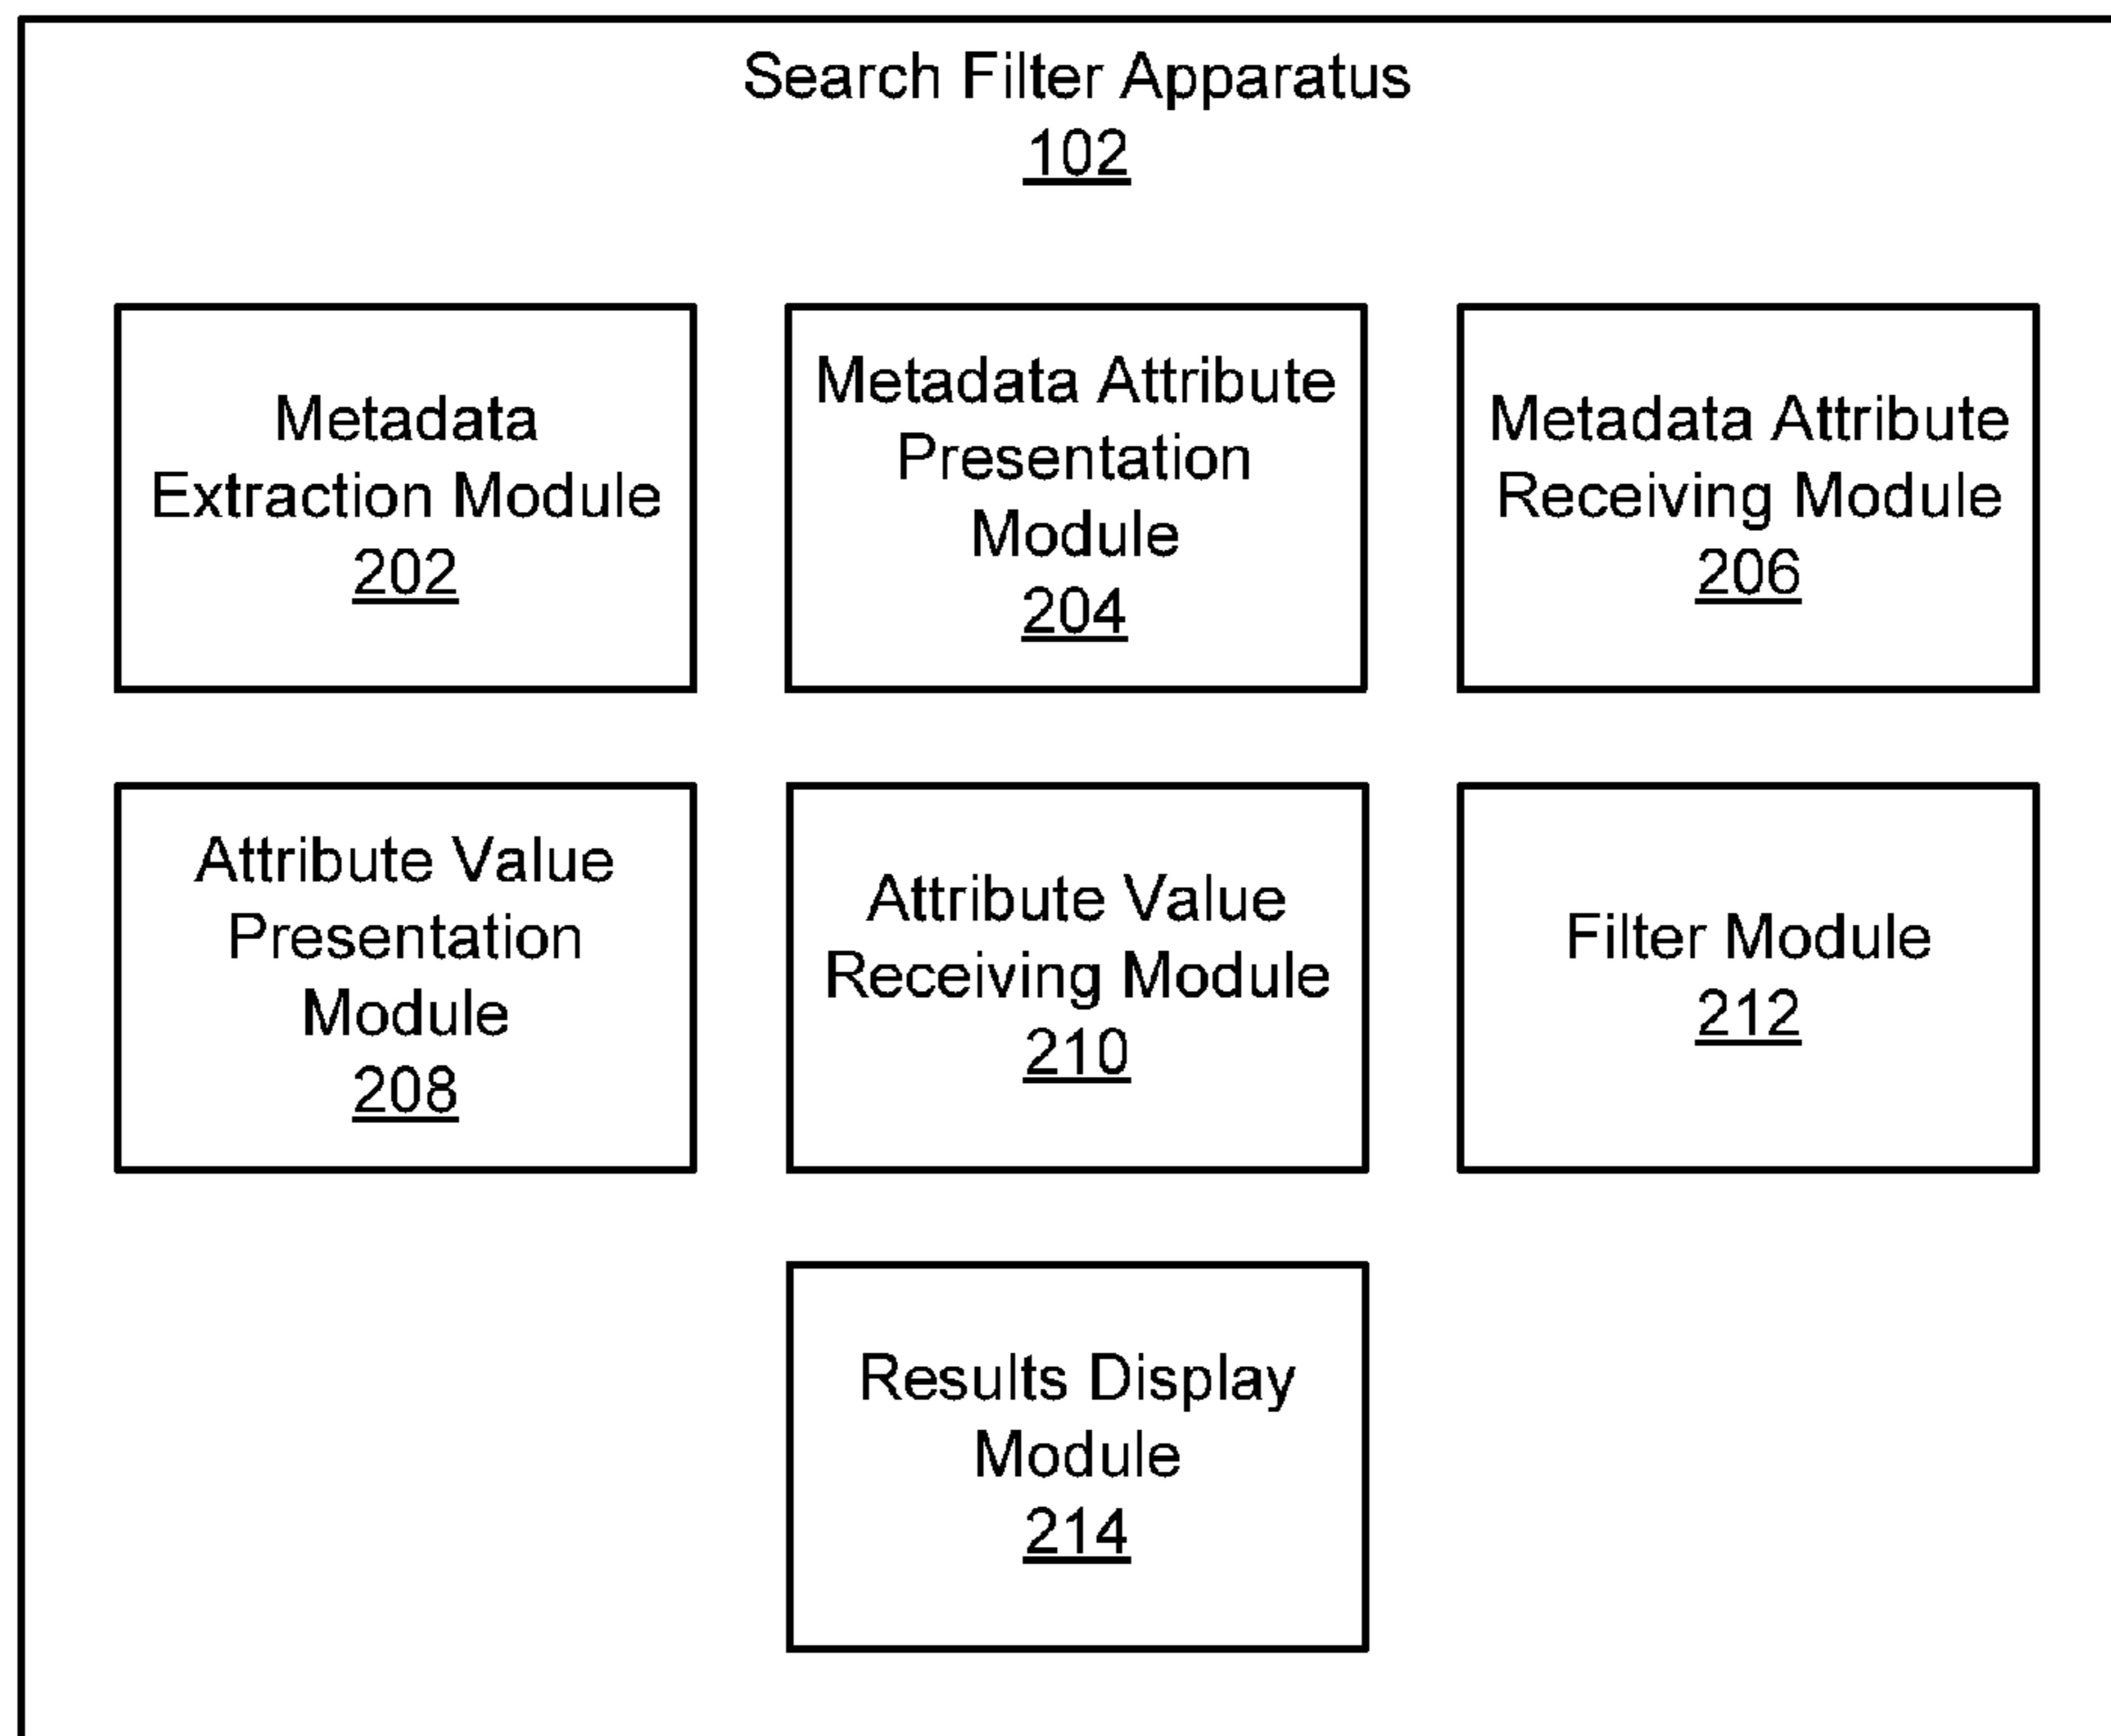 Search Filter Apparatus
102
Metadata
Extraction Module
202
Metadata Attribute
Presentation
Module
204
Metadata Attribute
Receiving Module
206
Attribute Value
Presentation
Module
208
Attribute Value
Receiving Module
210
Filter Module
212
Results Display
Module
214